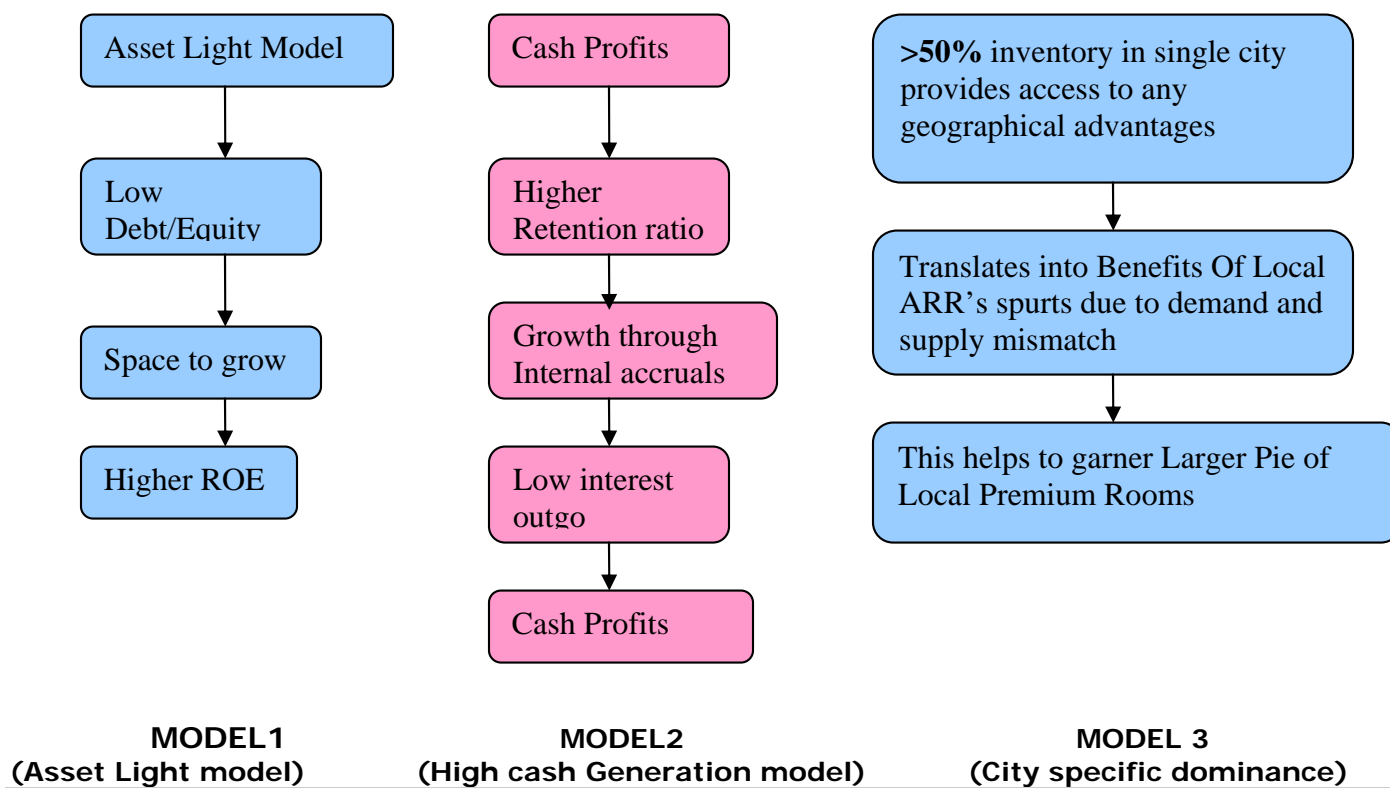 Asset Light Model
Low
Debt/Equity
Space to grow
Higher ROE
Cash Profits
Higher
Retention ratio
Growth through
Internal accruals
Low interest
outgo
Cash Profits
>50% inventory in single city
provides access to any
geographical advantages
Translates into Benefits Of Local
ARR’s spurts due to demand and
supply mismatch
This helps to garner Larger Pie of
Local Premium Rooms
MODEL1
(Asset Light model)
MODEL2
(High cash Generation model)
MODEL 3
(City specific dominance)